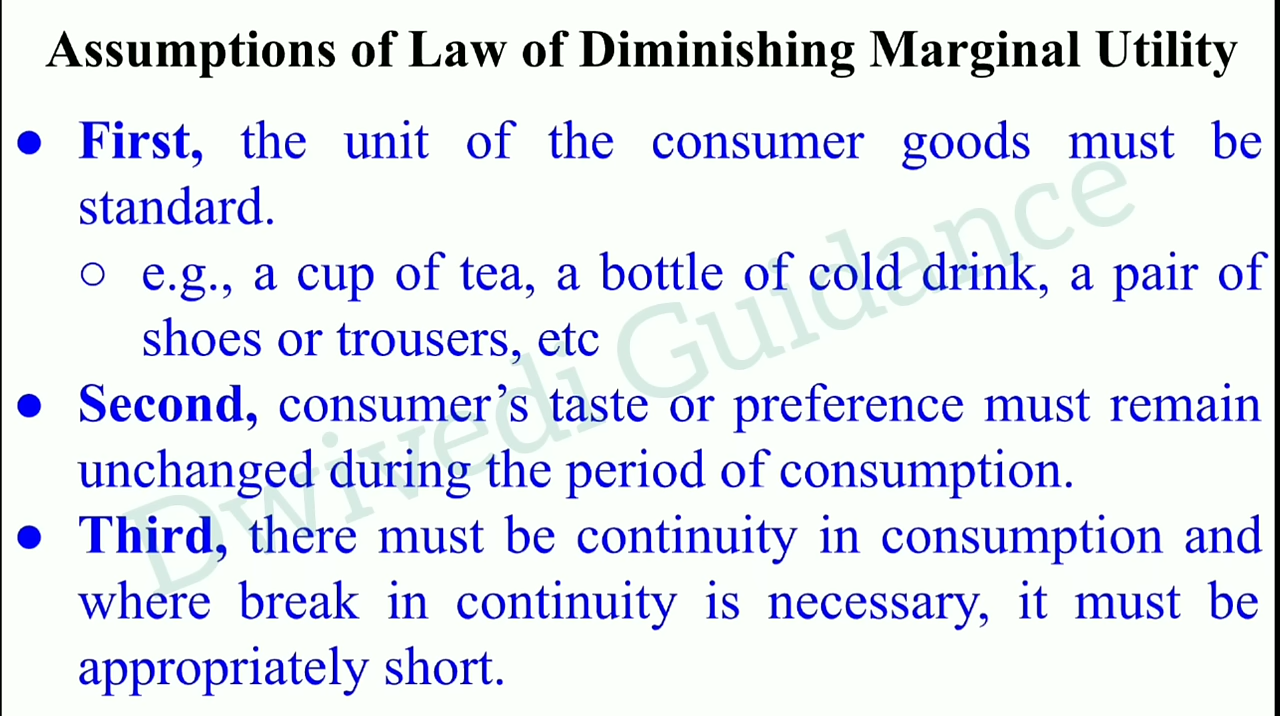 Assumptions of Law of Diminishing Marginal Utility
● First, the unit of the consumer goods must be
standard.
○ e.g., a cup of tea, a bottle of cold drink, a pair of
shoes or trousers, etc
● Second, consumer’s taste or preference must remain
unchanged during the period of consumption.
● Third, there must be continuity in consumption and
where break in continuity is necessary, it must be
appropriately short.
Dwivedi Guidance